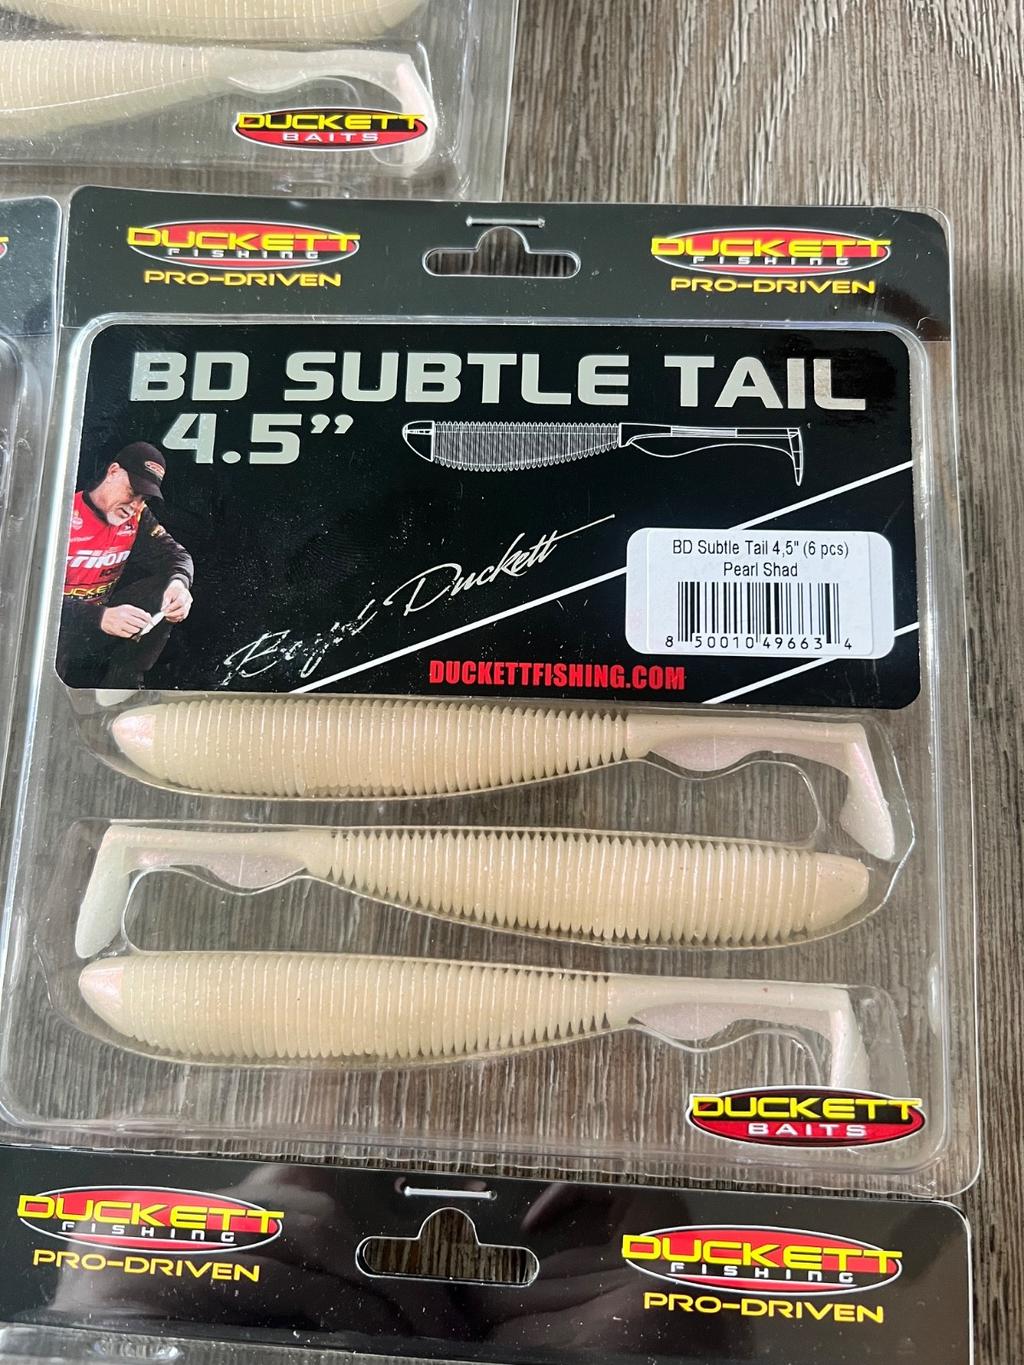 DUCKETT
BAITS
DUCKETT
FISHING
PRO-DRIVEN
DUCKETT
FISHING
PRO-DRIVEN
BD SUBTLE TAIL
4.5”
Boyd Duckett
BD Subtle Tail 4,5" (6 pcs)
Pearl Shad
8 50010 49663 4
DUCKETTFISHING.COM
DUCKETT
BAITS
DUCKETT
FISHING
PRO-DRIVEN
DUCKETT
FISHING
PRO-DRIVEN